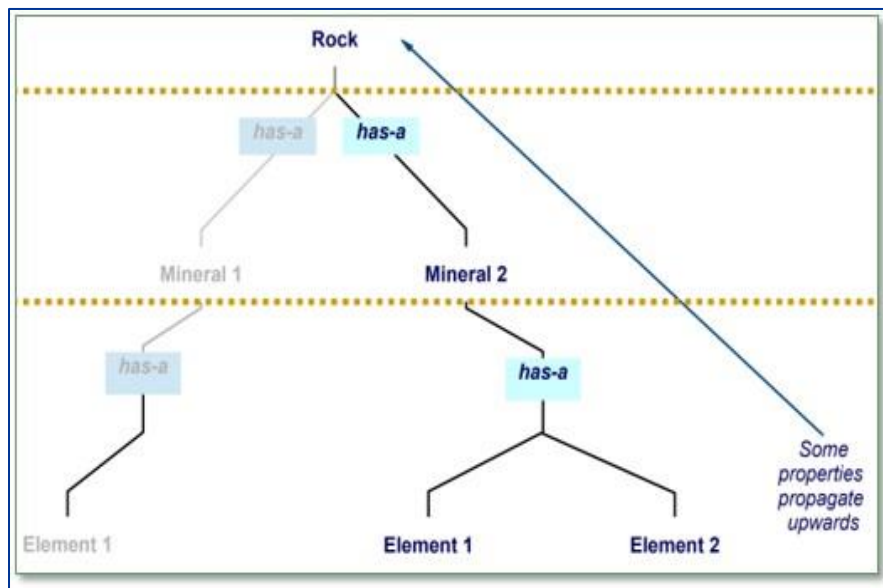 Rock
has-a
has-a
Mineral 1
Mineral 2
has-a
has-a
Some
properties
propagate
upwards
Element 1
Element 1
Element 2